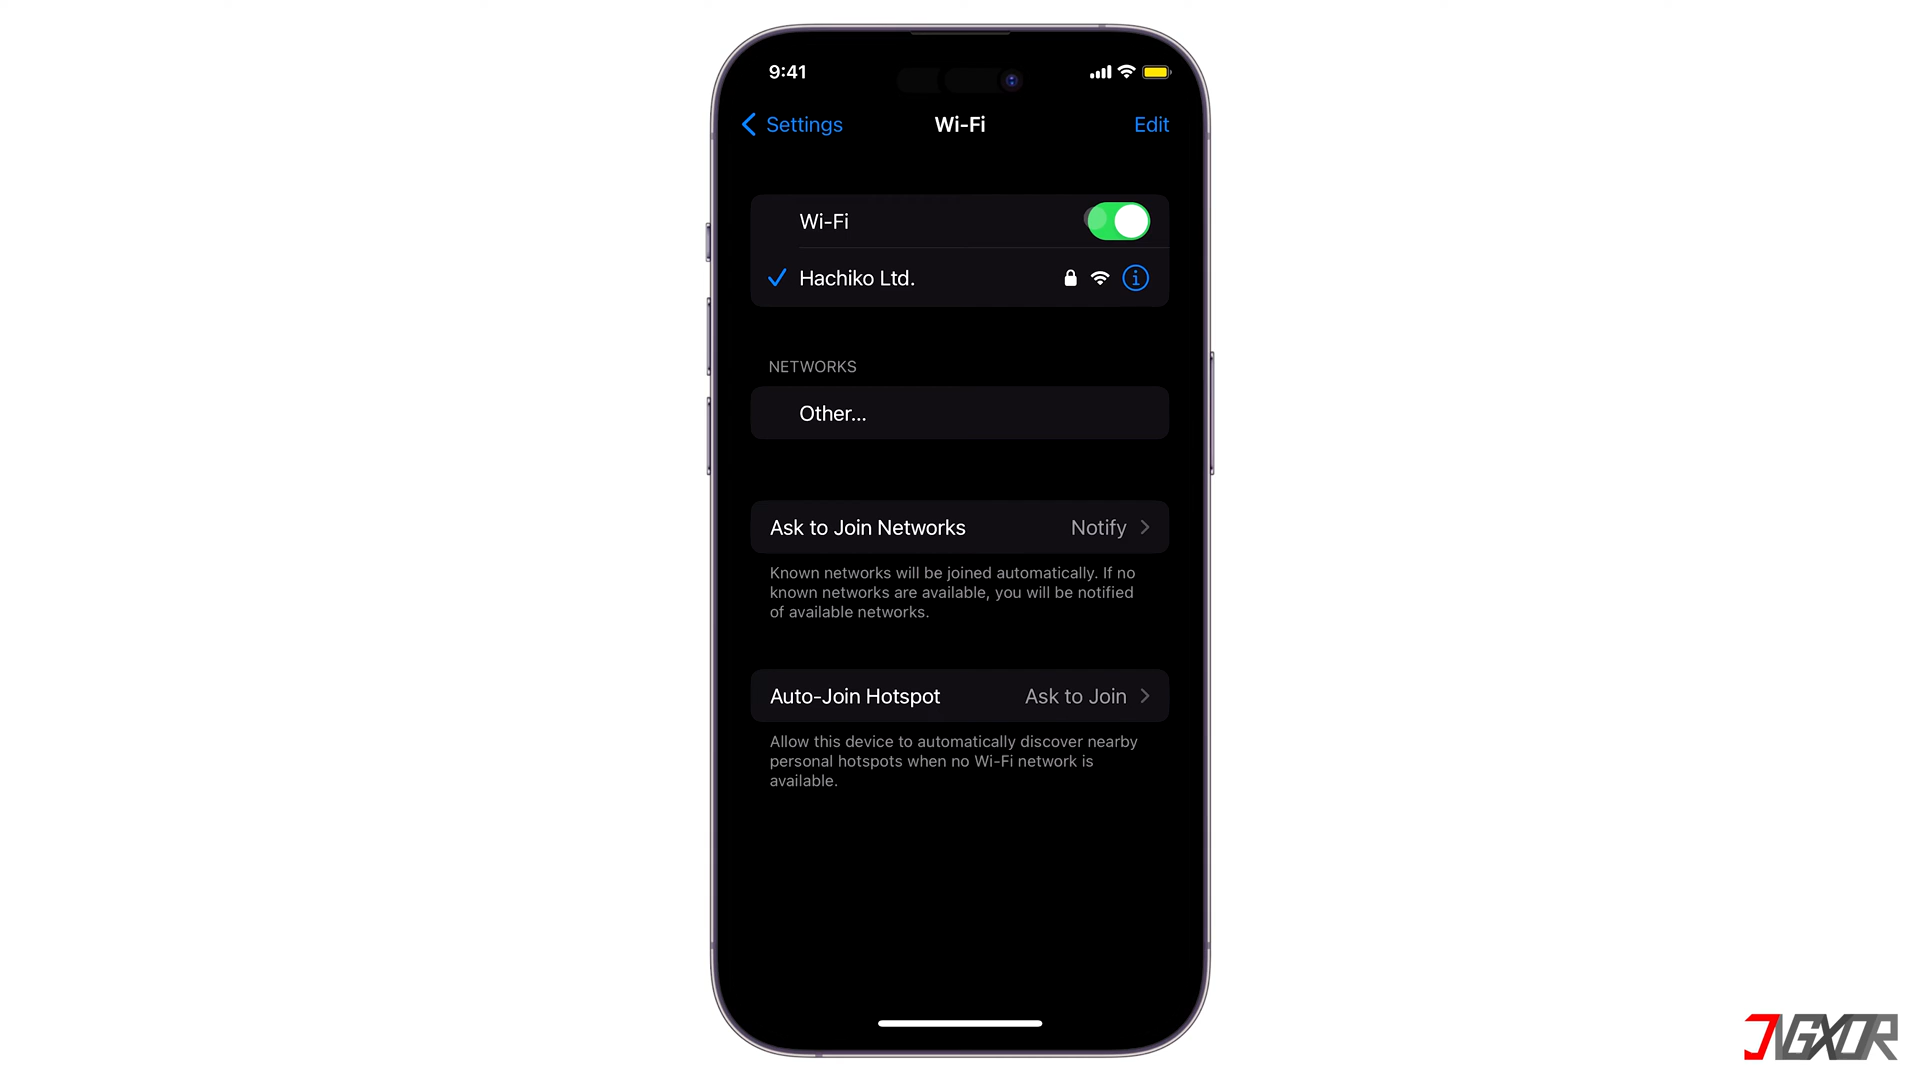 9:41
Settings
Wi-Fi
Edit
Wi-Fi
Hachiko Ltd.
NETWORKS
Other...
Ask to Join Networks
Notify
Known networks will be joined automatically. If no
known networks are available, you will be notified
of available networks.
Auto-Join Hotspot
Ask to Join
Allow this device to automatically discover nearby
personal hotspots when no Wi-Fi network is
available.
JVGXOR